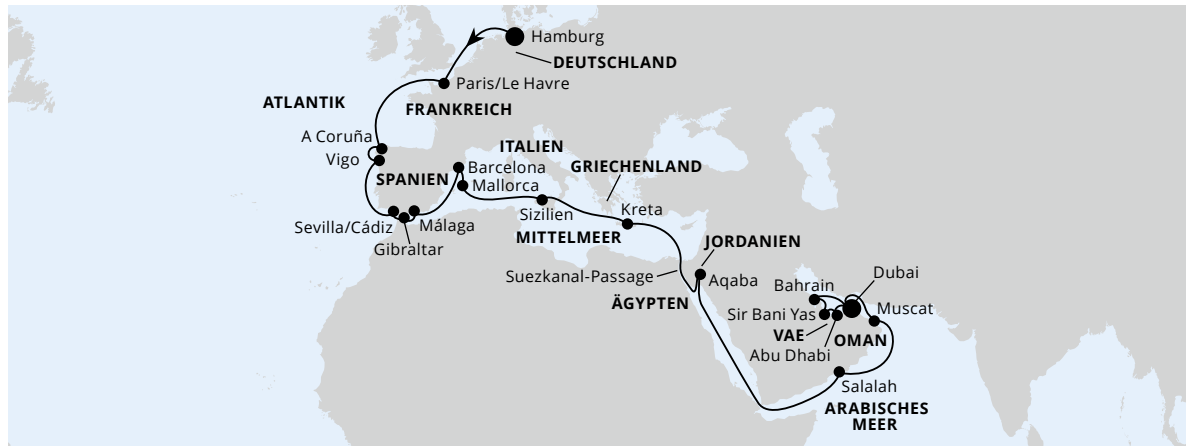 Hamburg
DEUTSCHLAND
Paris/Le Havre
ATLANTIK
FRANKREICH
A Coruña
Vigo
ITALIEN
GRIECHENLAND
SPANIEN
Barcelona
Mallorca
Sevilla/Cádiz
Málaga
Gibraltar
Sizilien
Kreta
MITTELMEER
JORDANIEN
Suezkanal-Passage
Aqaba
ÄGYPTEN
Bahrain
Dubai
Sir Bani Yas
Muscat
VAE
OMAN
Abu Dhabi
Salalah
ARABISCHES
MEER